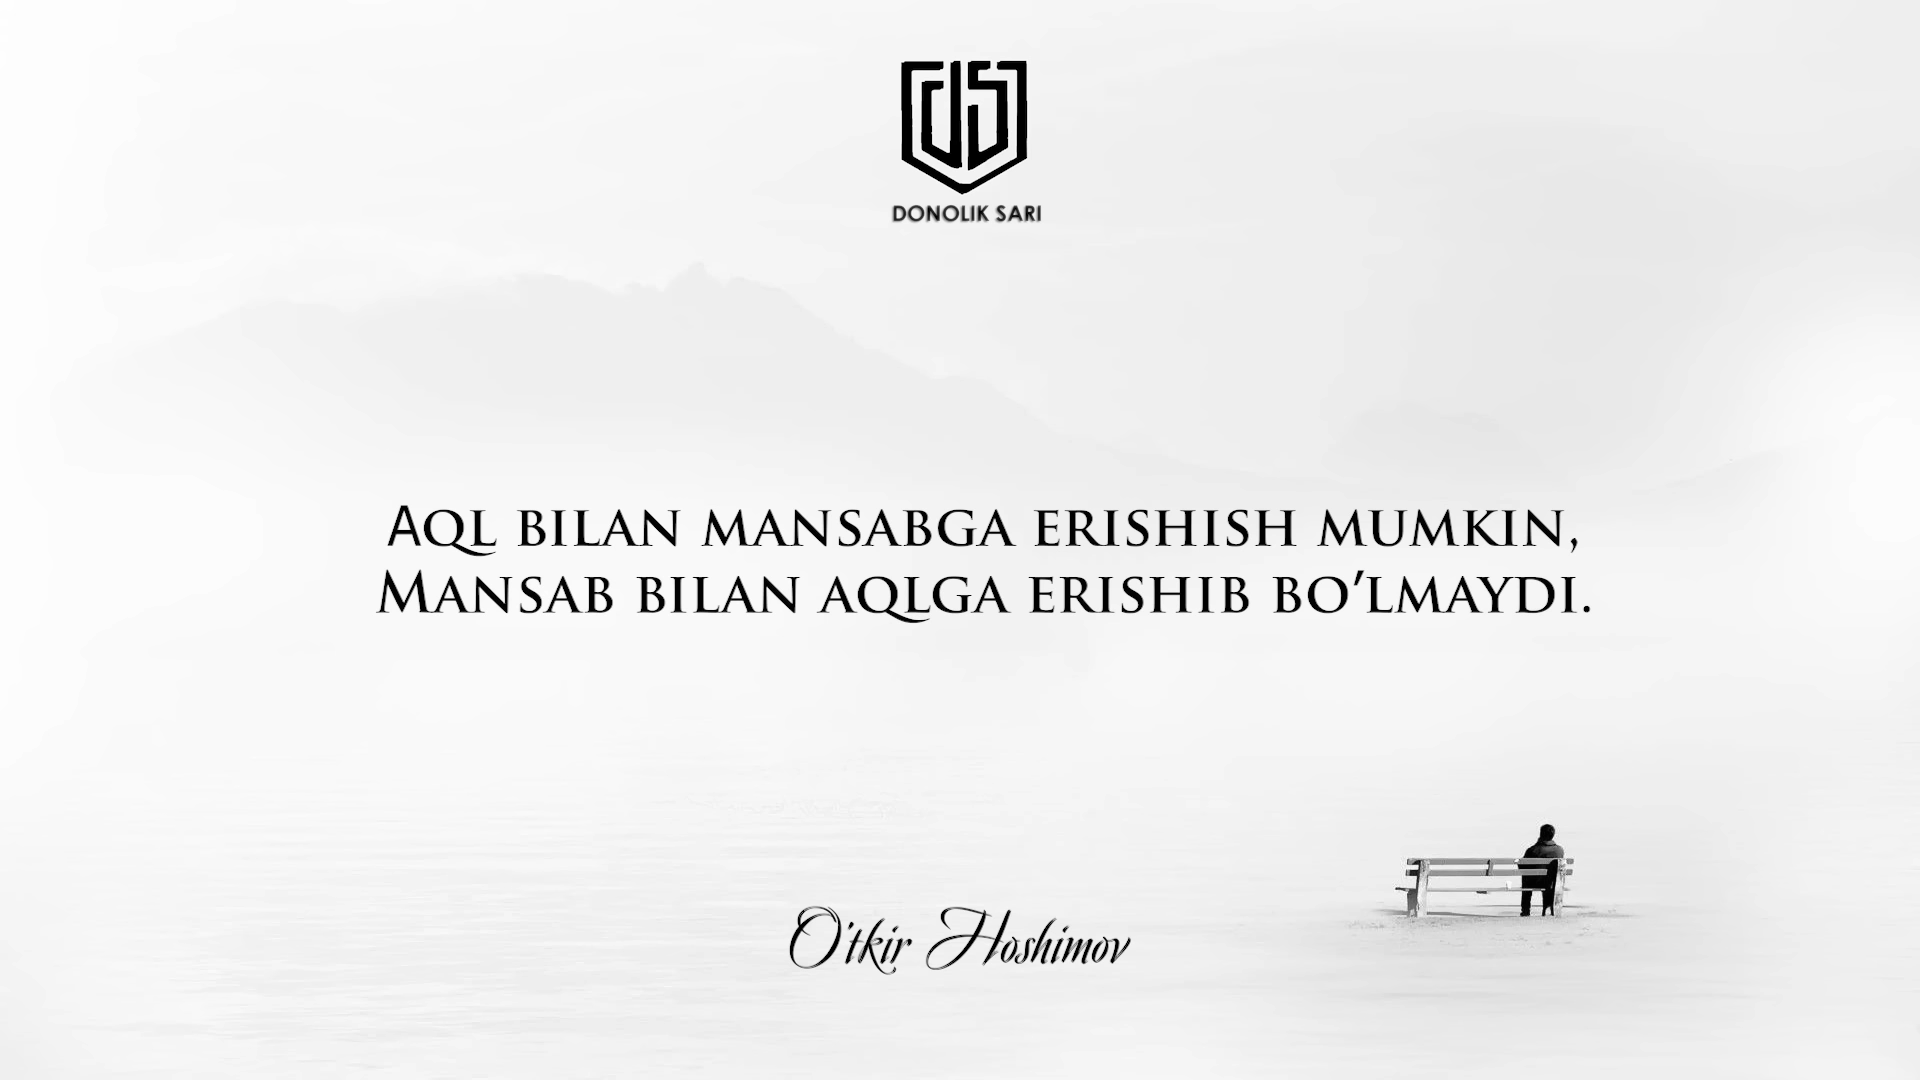 DONOLIK SARI
Aql bilan mansabga erishish mumkin,
Mansab bilan aqlga erishib bo'lmaydi.
O'tkir Hoshimov